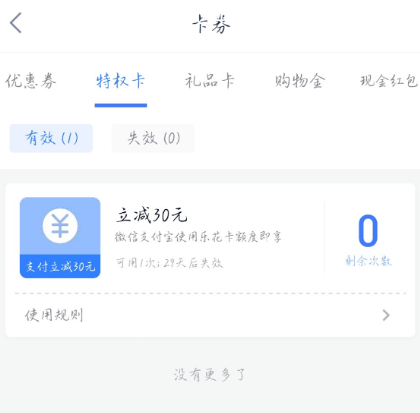 卡券
优惠券 特权卡 礼品卡 购物金 现金红包
有效(1) 失效(0)
立减30元
微信支付宝使用乐花卡额度即享
可用1次;29天后失效
支付立减30元
0
剩余次数
使用规则
没有更多了